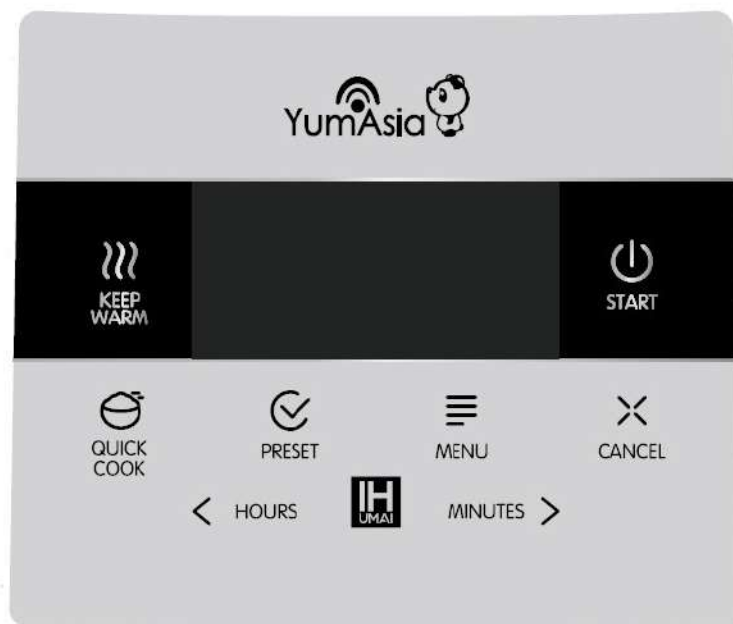 YumAsia
KEEP
WARM
START
QUICK
COOK
PRESET
MENU
CANCEL
< HOURS
IH
UMAI
MINUTES >